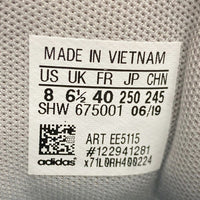 MADE IN VIETNAM
US UK FR JP CHN
8 6½ 40 250 245
SHW 675001 06/19
ART EE5115
#122941281
adidas x71L0RH400224